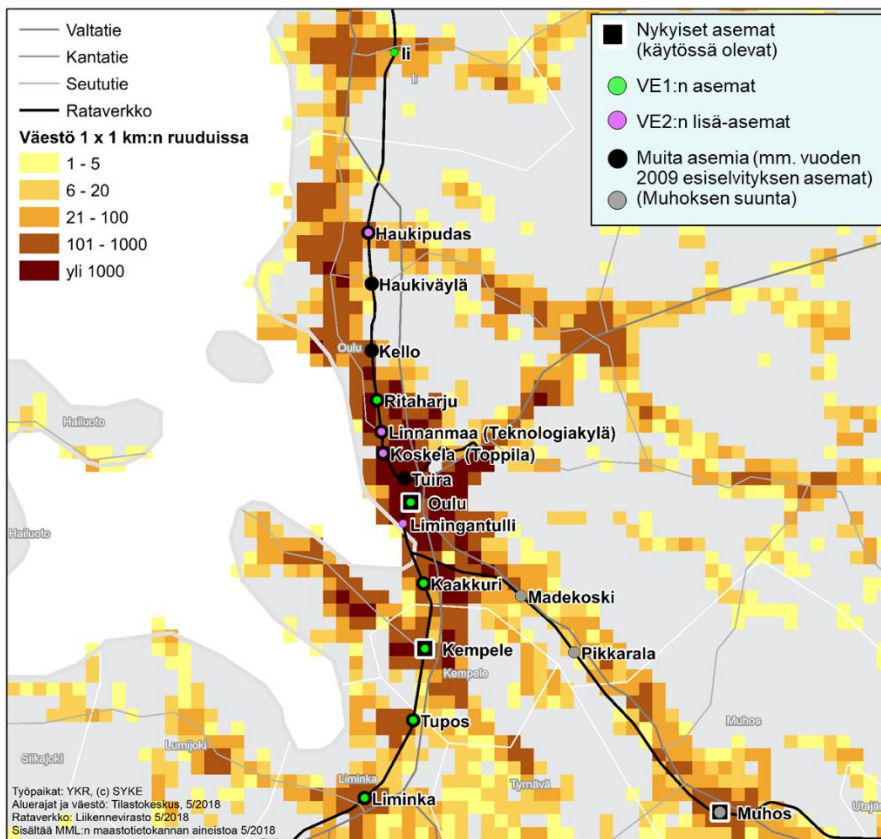 Valtatie
Kantatie
Seututie
Rataverkko
Väestö 1 x 1 km:n ruuduissa
1 - 5
6 - 20
21 - 100
101 - 1000
yli 1000
Nykyiset asemat
(käytössä olevat)
VE1:n asemat
VE2:n lisä-asemat
Muita asemia (mm. vuoden
2009 esiselvityksen asemat)
(Muhoksen suunta)
Ii
Ii
Haukipudas
Haukiväylä
Oulu
Kello
Ritaharju
Hailuoto
Linnanmaa (Teknologiakylä)
Koskela (Toppila)
Tuira
Oulu
Limingantulli
Hailuoto
Kaakkuri
Madekoski
Kempele
Pikkarala
Kempele
Tupos
Muhos
Siikajoki
Lumijoki
Liminka
Tyrnävä
Liminka
Muhos
Utajär
Työpaikat: YKR, (c) SYKE
Aluerajat ja väestö: Tilastokeskus, 5/2018
Rataverkko: Liikennevirasto 5/2018
Sisältää MML:n maastotietokannan aineistoa 5/2018